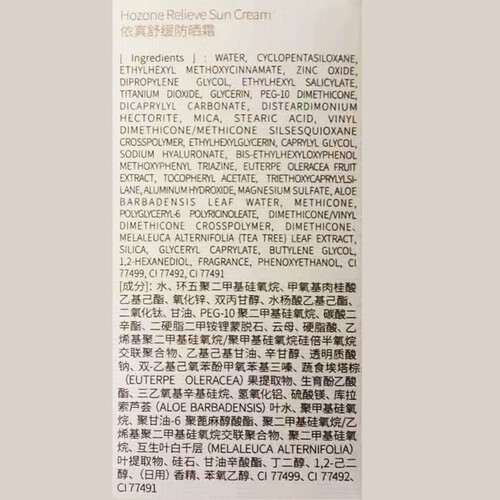 Hozone Relieve Sun Cream
依真舒缓防晒霜
[ Ingredients ] : WATER, CYCLOPENTASILOXANE,
ETHYLHEXYL METHOXYCINNAMATE, ZINC OXIDE,
DIPROPYLENE GLYCOL, ETHYLHEXYL SALICYLATE,
TITANIUM DIOXIDE, GLYCERIN, PEG-10 DIMETHICONE,
DICAPRYLYL CARBONATE, DISTEARDIMONIUM
HECTORITE, MICA, STEARIC ACID, VINYL
DIMETHICONE/METHICONE SILSESQUIOXANE
CROSSPOLYMER, ETHYLHEXYLGLYCERIN, CAPRYLYL GLYCOL,
SODIUM HYALURONATE, BIS-ETHYLHEXYLOXYPHENOL
METHOXYPHENYL TRIAZINE, EUTERPE OLERACEA FRUIT
EXTRACT, TOCOPHERYL ACETATE, TRIETHOXYCAPRYLYLSI-
LANE, ALUMINUM HYDROXIDE, MAGNESIUM SULFATE, ALOE
BARBADENSIS LEAF WATER, METHICONE,
POLYGLYCERYL-6 POLYRICINOLEATE, DIMETHICONE/VINYL
DIMETHICONE CROSSPOLYMER, DIMETHICONE,
MELALEUCA ALTERNIFOLIA (TEA TREE) LEAF EXTRACT,
SILICA, GLYCERYL CAPRYLATE, BUTYLENE GLYCOL,
1,2-HEXANEDIOL, FRAGRANCE, PHENOXYETHANOL, CI
77499, CI 77492, CI 77491
[成分]：水、环五聚二甲基硅氧烷、甲氧基肉桂酸
乙基己酯、氧化锌、双丙甘醇、水杨酸乙基己酯、
二氧化钛、甘油、PEG-10 聚二甲基硅氧烷、碳酸二
辛酯、二硬脂二甲铵锂蒙脱石、云母、硬脂酸、乙
烯基聚二甲基硅氧烷/聚甲基硅氧烷硅倍半氧烷
交联聚合物、乙基己基甘油、辛甘醇、透明质酸
钠、双-乙基己氧苯酚甲氧苯基三嗪、蔬食埃塔棕
（EUTERPE OLERACEA）果提取物、生育酚乙酸
酯、三乙氧基辛基硅烷、氢氧化铝、硫酸镁、库拉
索芦荟（ALOE BARBADENSIS）叶水、聚甲基硅氧
烷、聚甘油-6 聚蓖麻醇酸酯、聚二甲基硅氧烷/乙
烯基聚二甲基硅氧烷交联聚合物、聚二甲基硅氧
烷、互生叶白千层（MELALEUCA ALTERNIFOLIA）
叶提取物、硅石、甘油辛酸酯、丁二醇、1,2-己二
醇、（日用）香精、苯氧乙醇、CI 77499、CI 77492、
CI 77491